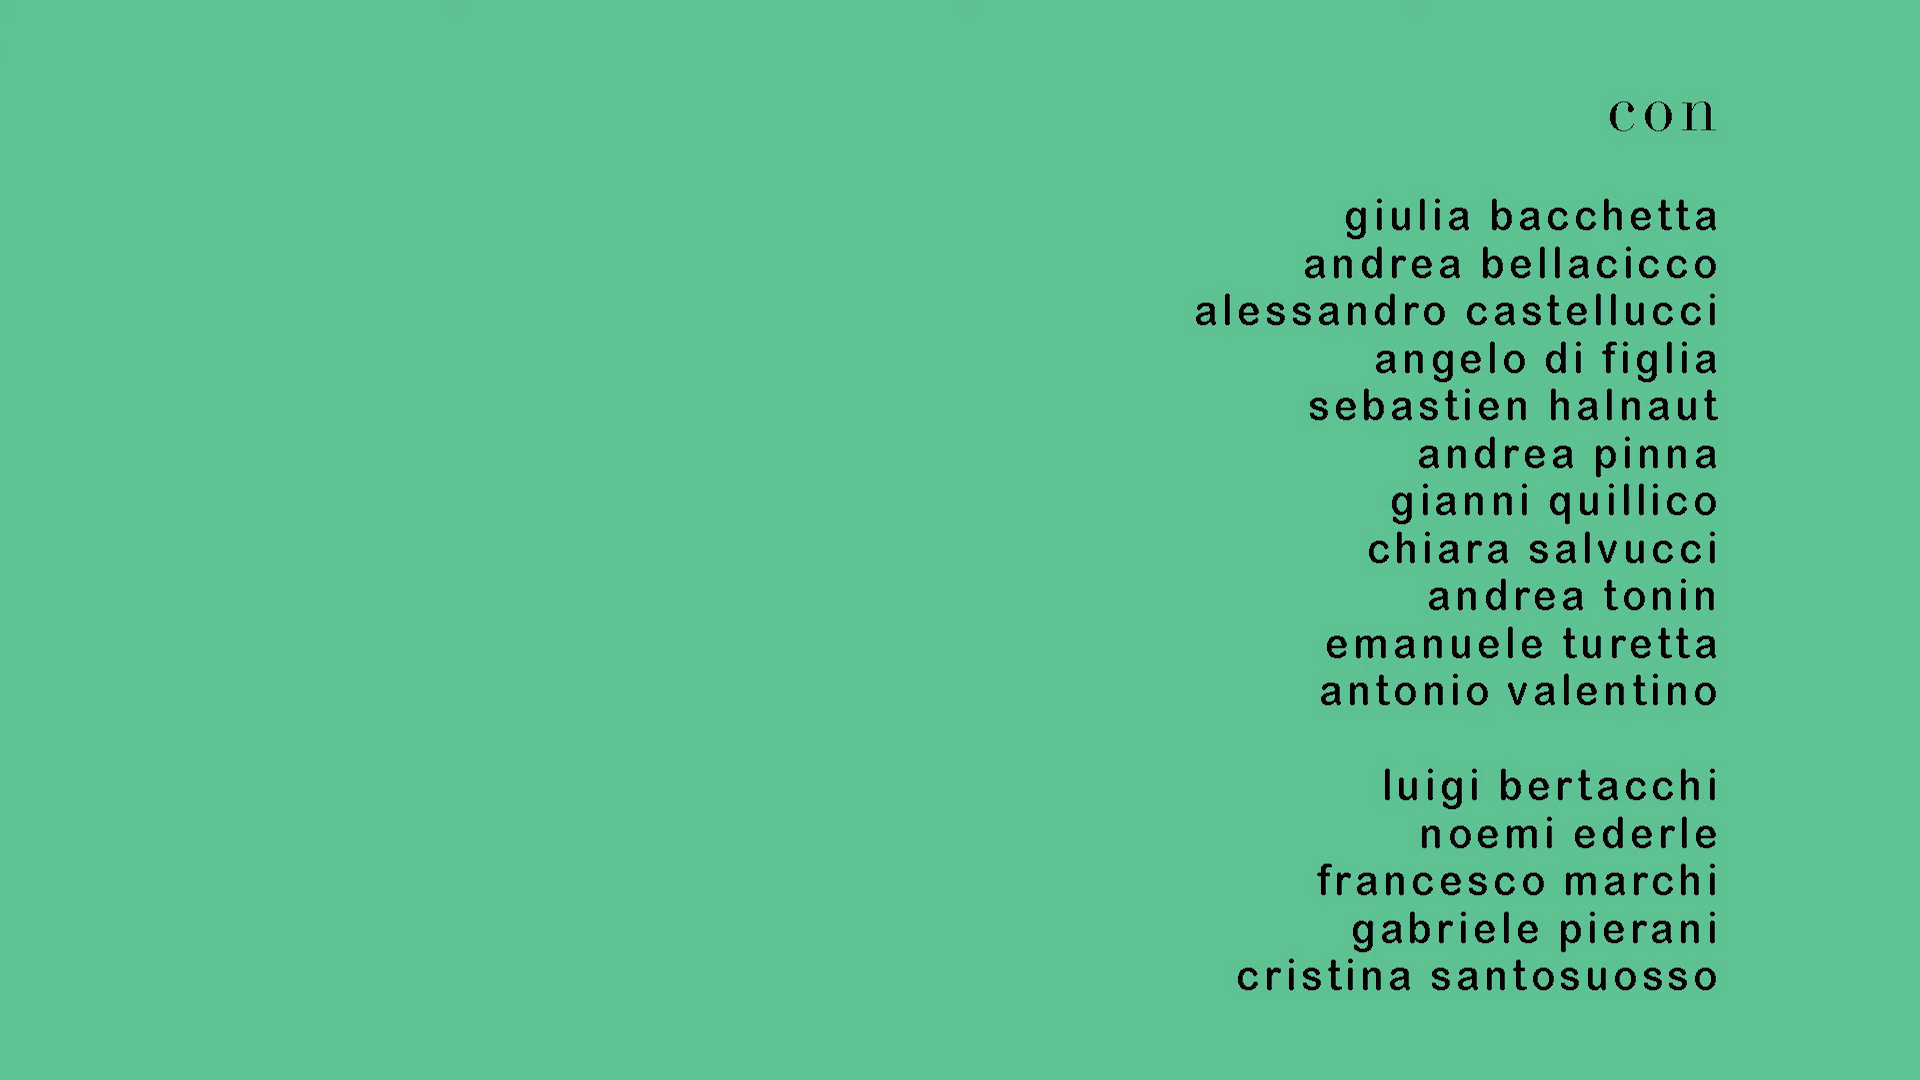 con
giulia bacchetta
andrea bellacicco
alessandro castellucci
angelo di figlia
sebastien halnaut
andrea pinna
gianni quillico
chiara salvucci
andrea tonin
emanuele turetta
antonio valentino
luigi bertacchi
noemi ederle
francesco marchi
gabriele pierani
cristina santosuosso